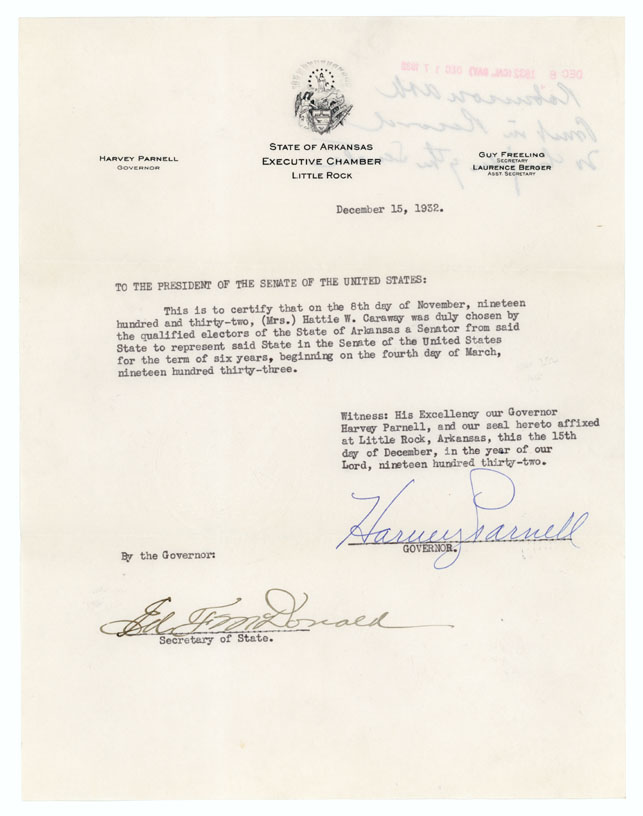 STATE OF ARKANSAS
EXECUTIVE CHAMBER
LITTLE ROCK
HARVEY PARNELL
GOVERNOR
GUY FREELING
SECRETARY
LAURENCE BERGER
ASST. SECRETARY
December 15, 1932.
TO THE PRESIDENT OF THE SENATE OF THE UNITED STATES:
This is to certify that on the 8th day of November, nineteen
hundred and thirty-two, (Mrs.) Hattie W. Caraway was duly chosen by
the qualified electors of the State of Arkansas a Senator from said
State to represent said State in the Senate of the United States
for the term of six years, beginning on the fourth day of March,
nineteen hundred thirty-three.
Witness: His Excellency our Governor
Harvey Parnell, and our seal hereto affixed
at Little Rock, Arkansas, this the 15th
day of December, in the year of our
Lord, nineteen hundred thirty-two.
Harvey Parnell
GOVERNOR.
By the Governor:
Ed. F. McDonald
Secretary of State.